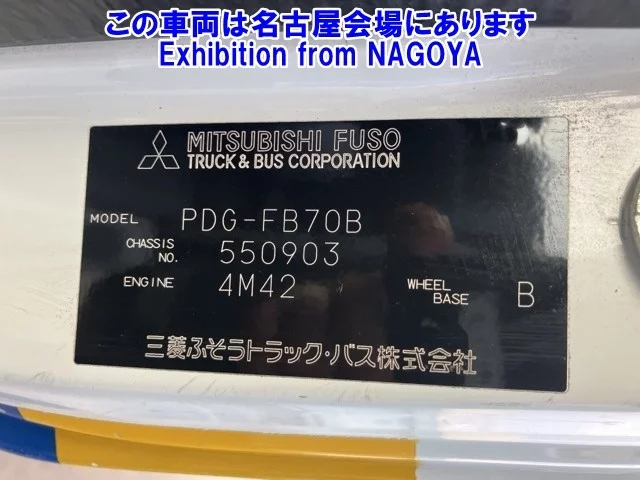 この車両は名古屋会場にあります
Exhibition from NAGOYA
MITSUBISHI FUSO
TRUCK & BUS CORPORATION
MODEL PDG-FB70B
CHASSIS NO. 550903
ENGINE 4M42 WHEEL BASE B
三菱ふそうトラック・バス株式会社